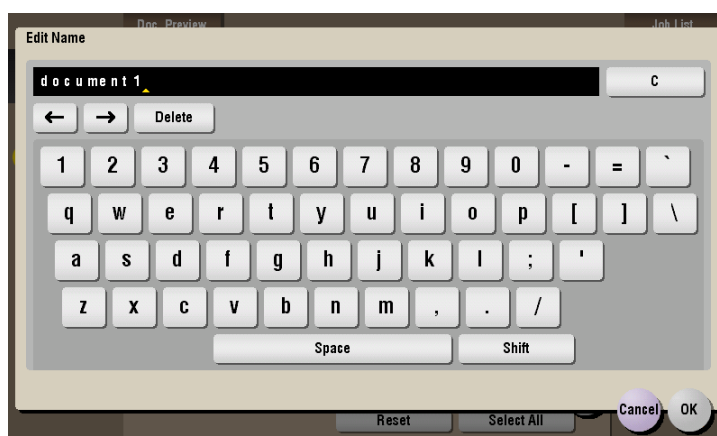 Doc. Preview Job List
Edit Name
document1
C
← → Delete
1 2 3 4 5 6 7 8 9 0 - = `
q w e r t y u i o p [ ] \
a s d f g h j k l ; '
z x c v b n m , . /
Space Shift
Cancel OK
Reset Select All